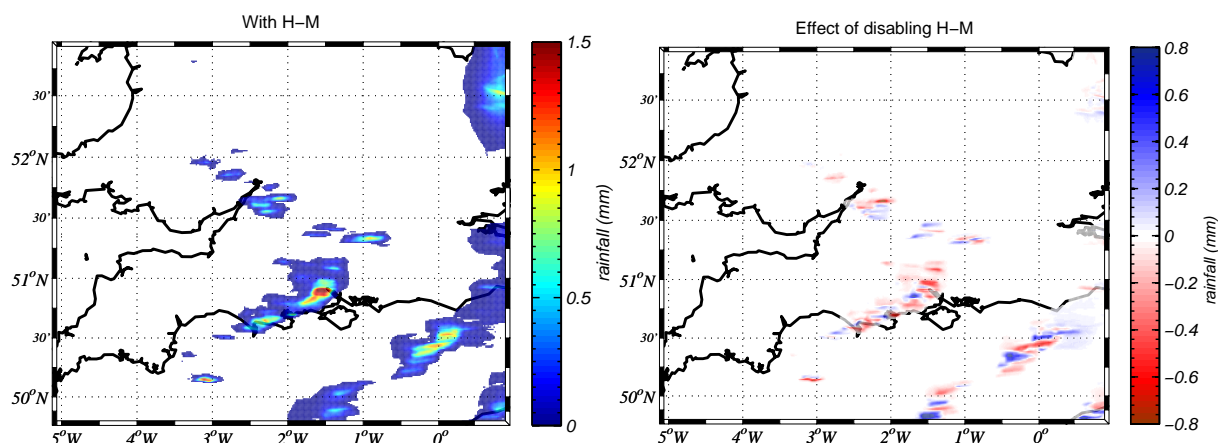 With H−M
30'
52°N
30'
51°N
30'
50°N
5°W
4°W
3°W
2°W
1°W
0°
1.5
1
0.5
0
rainfall (mm)
Effect of disabling H−M
30'
52°N
30'
51°N
30'
50°N
5°W
4°W
3°W
2°W
1°W
0°
0.8
0.6
0.4
0.2
0
−0.2
−0.4
−0.6
−0.8
rainfall (mm)